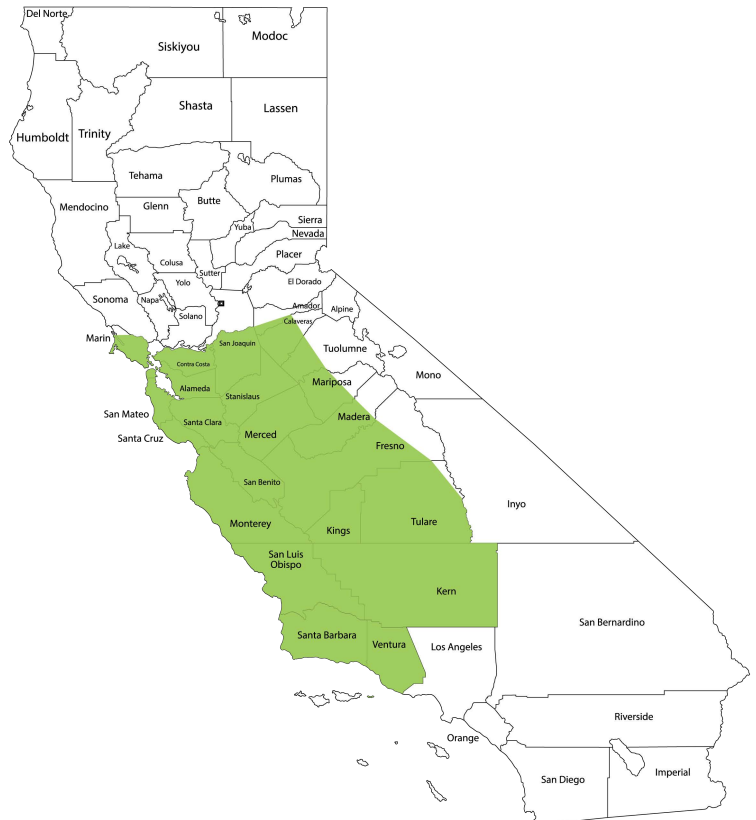 Del Norte
Siskiyou
Modoc
Shasta
Lassen
Humboldt
Trinity
Tehama
Plumas
Mendocino
Glenn
Butte
Sierra
Yuba
Nevada
Lake
Colusa
Placer
Sutter
Yolo
El Dorado
Sonoma
Napa
Amador
Alpine
Solano
Calaveras
Marin
San Joaquin
Tuolumne
Contra Costa
Mono
Mariposa
Alameda
Stanislaus
San Mateo
Madera
Santa Clara
Merced
Santa Cruz
Fresno
San Benito
Inyo
Monterey
Tulare
Kings
San Luis
Obispo
Kern
San Bernardino
Santa Barbara
Ventura
Los Angeles
Riverside
Orange
Imperial
San Diego